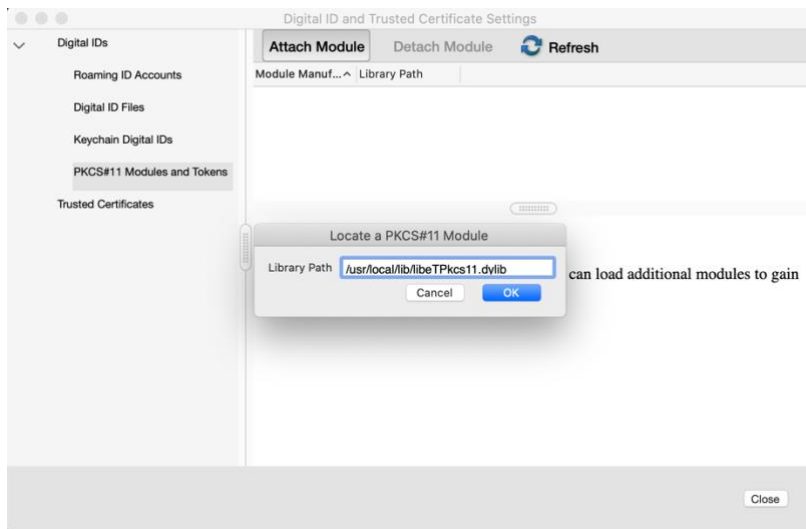 Digital ID and Trusted Certificate Settings
Digital IDs
Roaming ID Accounts
Digital ID Files
Keychain Digital IDs
PKCS#11 Modules and Tokens
Trusted Certificates
Attach Module Detach Module Refresh
Module Manuf... Library Path
Locate a PKCS#11 Module
Library Path /usr/local/lib/libeTPkcs11.dylib
Cancel OK
can load additional modules to gain
Close